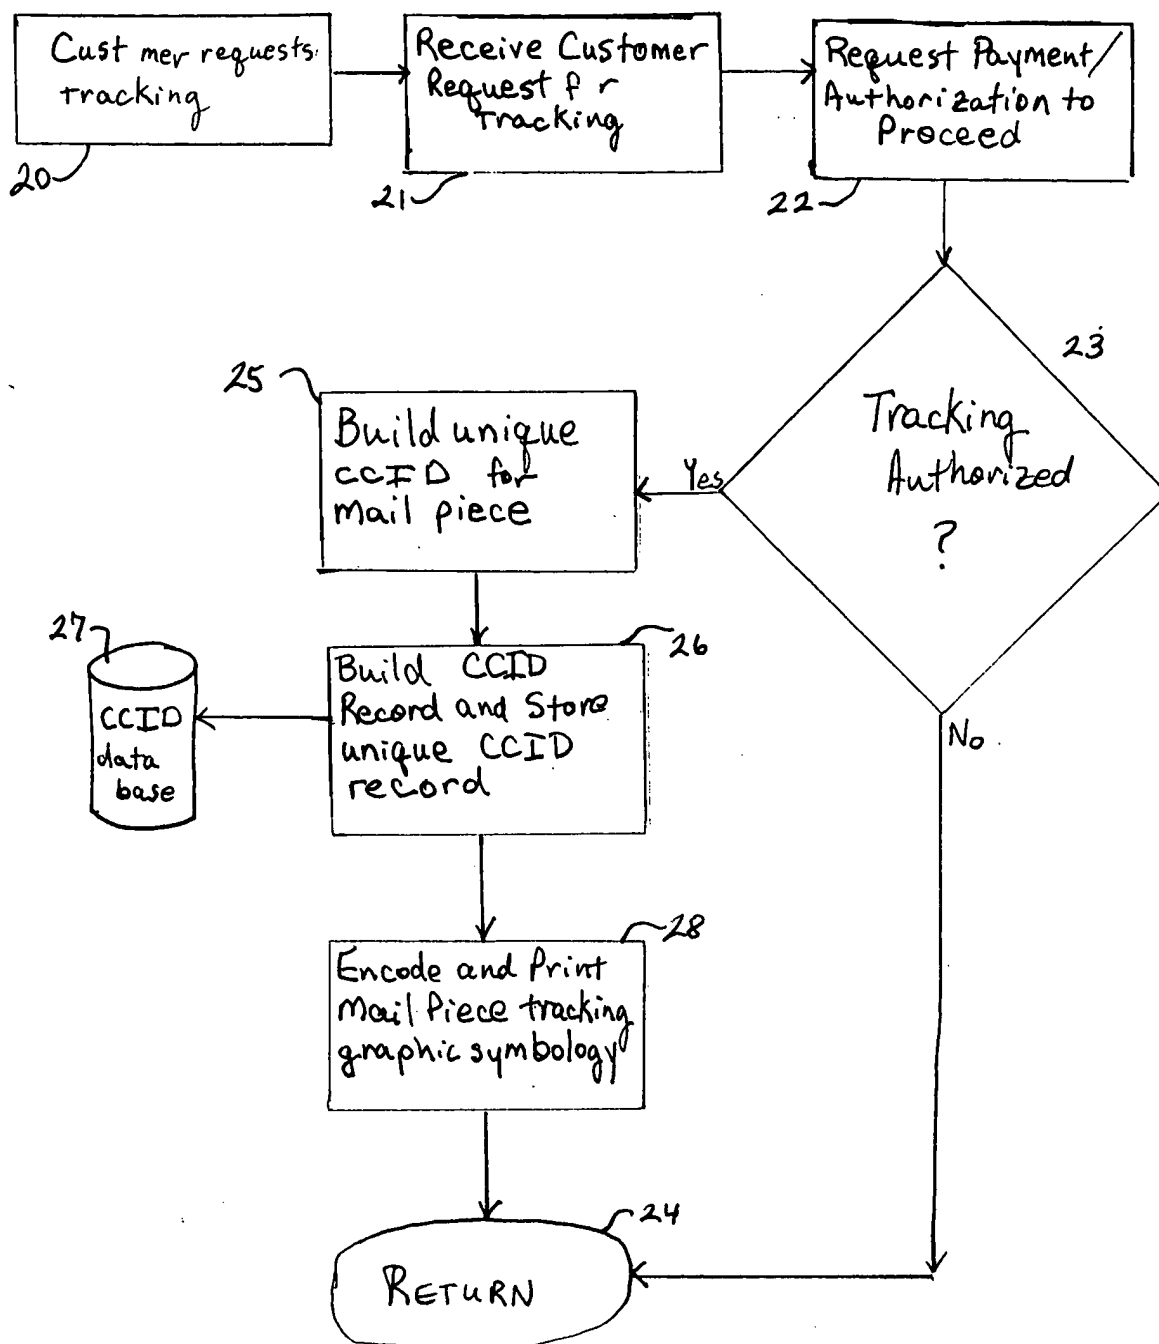 Cust mer requests
tracking
20
Receive Customer
Request f r
Tracking
21
Request Payment/
Authorization to
Proceed
22
23
Tracking
Authorized
?
Yes
No
25
Build unique
CCID for
Mail piece
26
Build CCID
Record and Store
unique CCID
record
27
CCID
data
base
28
Encode and Print
Mail Piece tracking
graphic symbology
24
RETURN